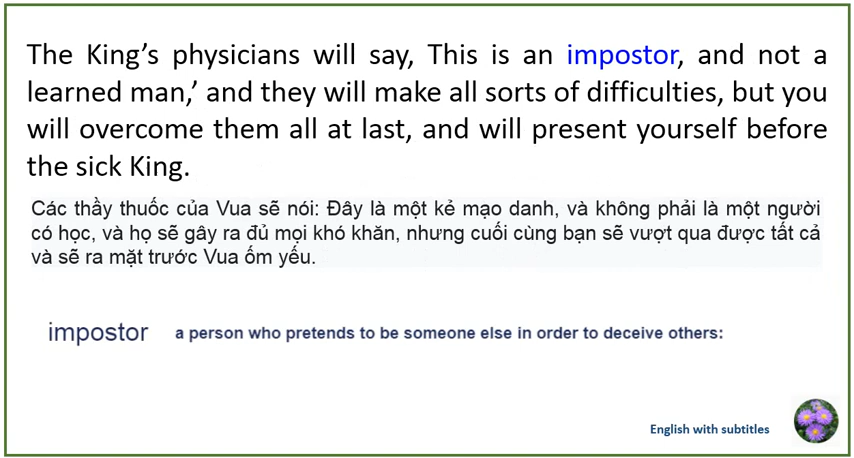 The King’s physicians will say, This is an impostor, and not a
learned man,’ and they will make all sorts of difficulties, but you
will overcome them all at last, and will present yourself before
the sick King.
Các thầy thuốc của Vua sẽ nói: Đây là một kẻ mạo danh, và không phải là một người
có học, và họ sẽ gây ra đủ mọi khó khăn, nhưng cuối cùng bạn sẽ vượt qua được tất cả
và sẽ ra mặt trước Vua ốm yếu.
impostor a person who pretends to be someone else in order to deceive others:
English with subtitles